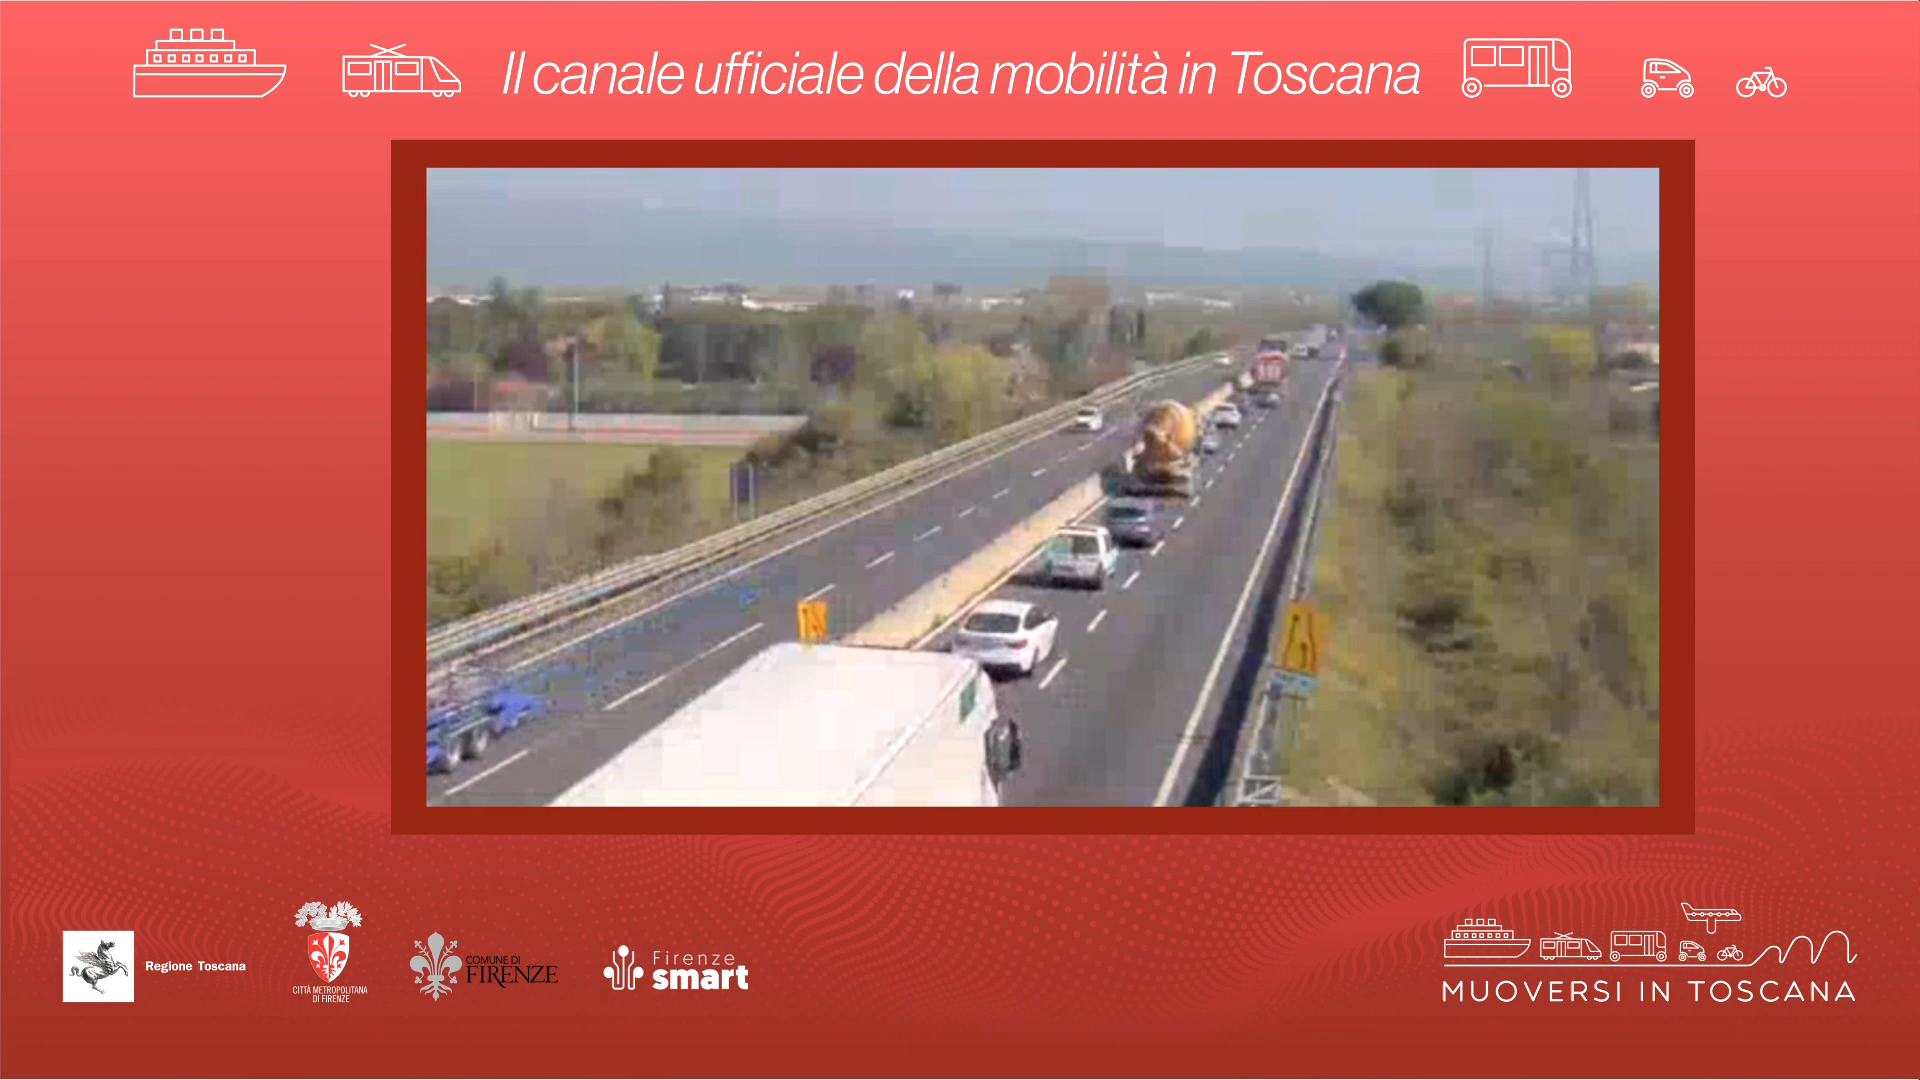 Il canale ufficiale della mobilità in Toscana
Regione Toscana
CITTÀ METROPOLITANA
DI FIRENZE
COMUNE DI
FIRENZE
Firenze
smart
MUOVERSI IN TOSCANA